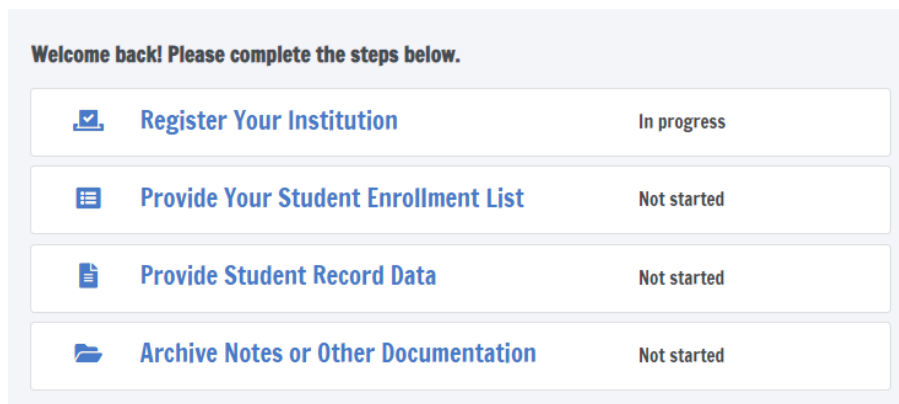 Welcome back! Please complete the steps below.
Register Your Institution In progress
Provide Your Student Enrollment List Not started
Provide Student Record Data Not started
Archive Notes or Other Documentation Not started